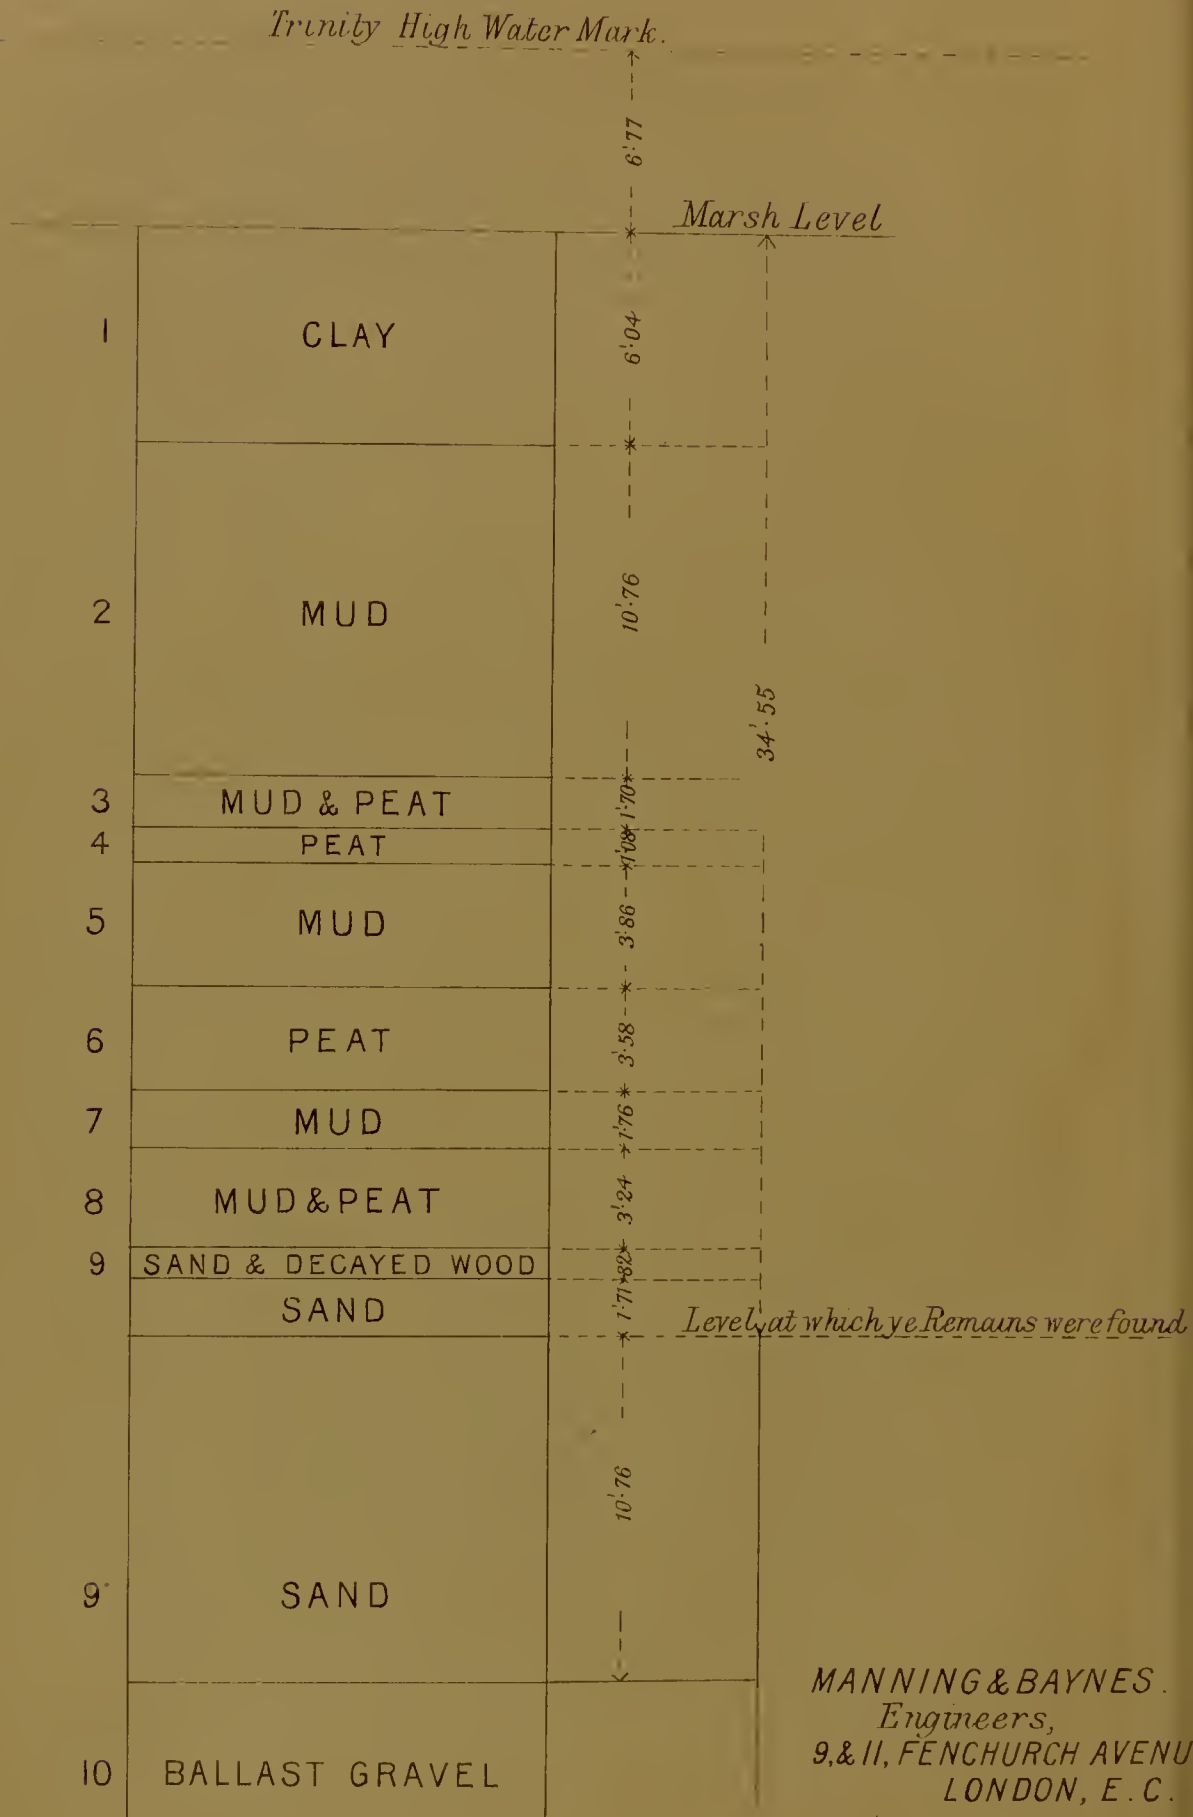 Trinity High Water Mark.
6'·77
Marsh Level
1 CLAY 6'·04
2 MUD 10'·76
34'·55
3 MUD & PEAT 1'·70
4 PEAT 1'·08
5 MUD 3'·86
6 PEAT 3'·58
7 MUD 1'·76
8 MUD & PEAT 3'·24
9 SAND & DECAYED WOOD ·82
SAND 1'·71
Level at which ye Remains were found
10'·76
9· SAND
MANNING & BAYNES.
Engineers,
9, & 11, FENCHURCH AVENU
LONDON, E.C.
10 BALLAST GRAVEL